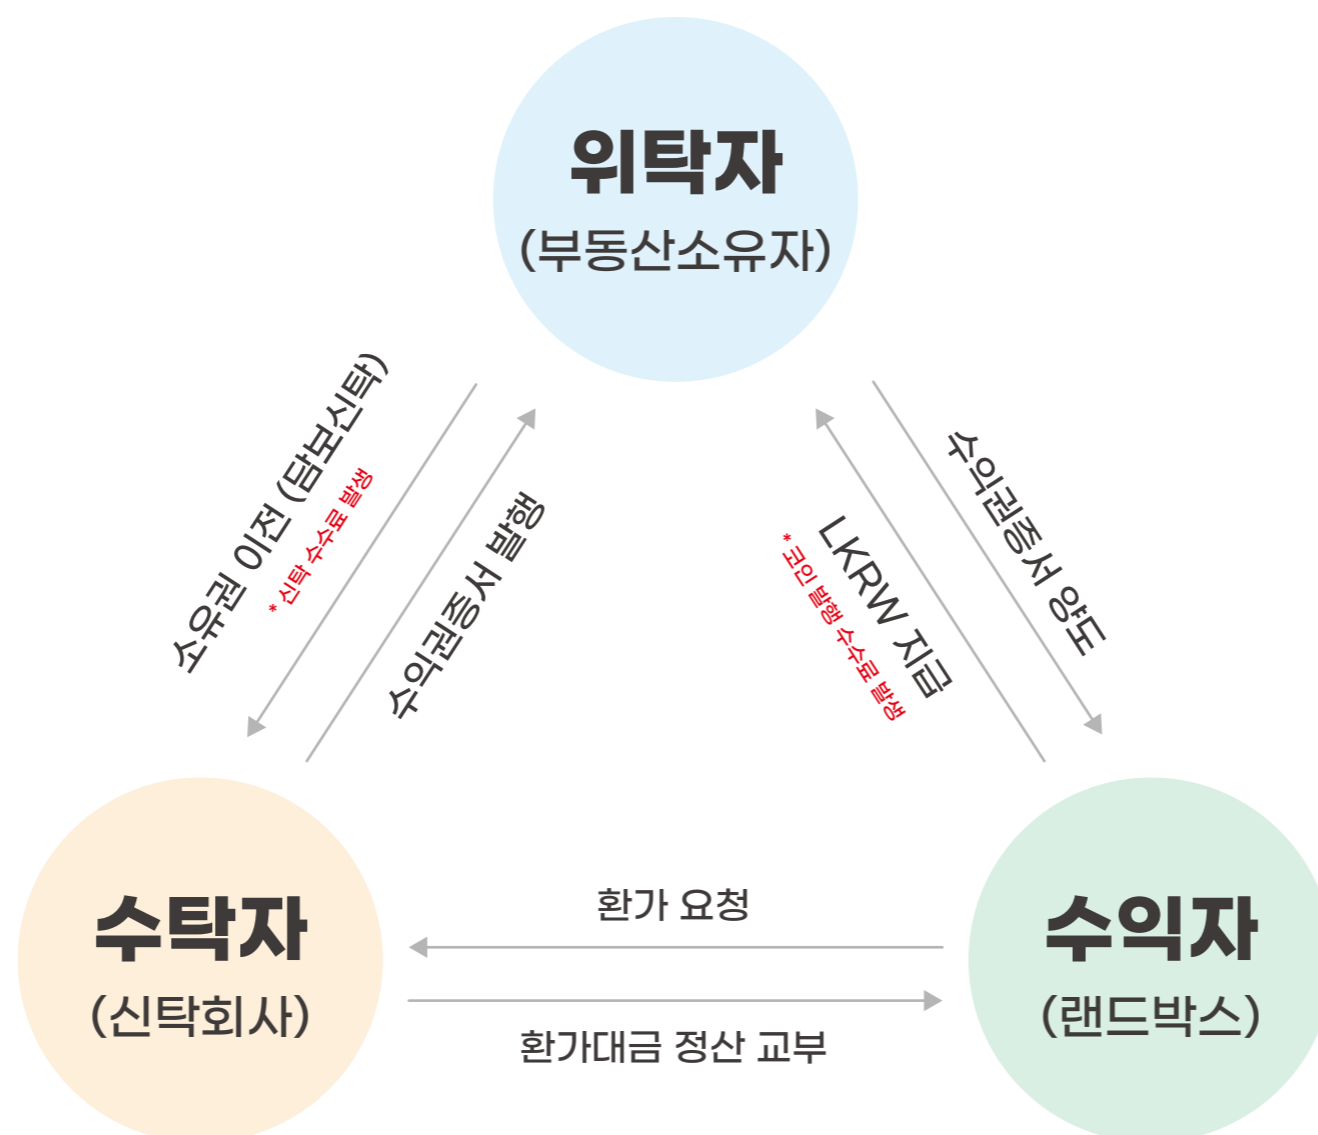 위탁자
(부동산소유자)
소유권 이전 (담보신탁)
* 신탁 수수료 발생
수익권증서 발행
LKRW 지급
* 코인 발행 수수료 발생
수익권증서 양도
수탁자
(신탁회사)
환가 요청
환가대금 정산 교부
수익자
(랜드박스)